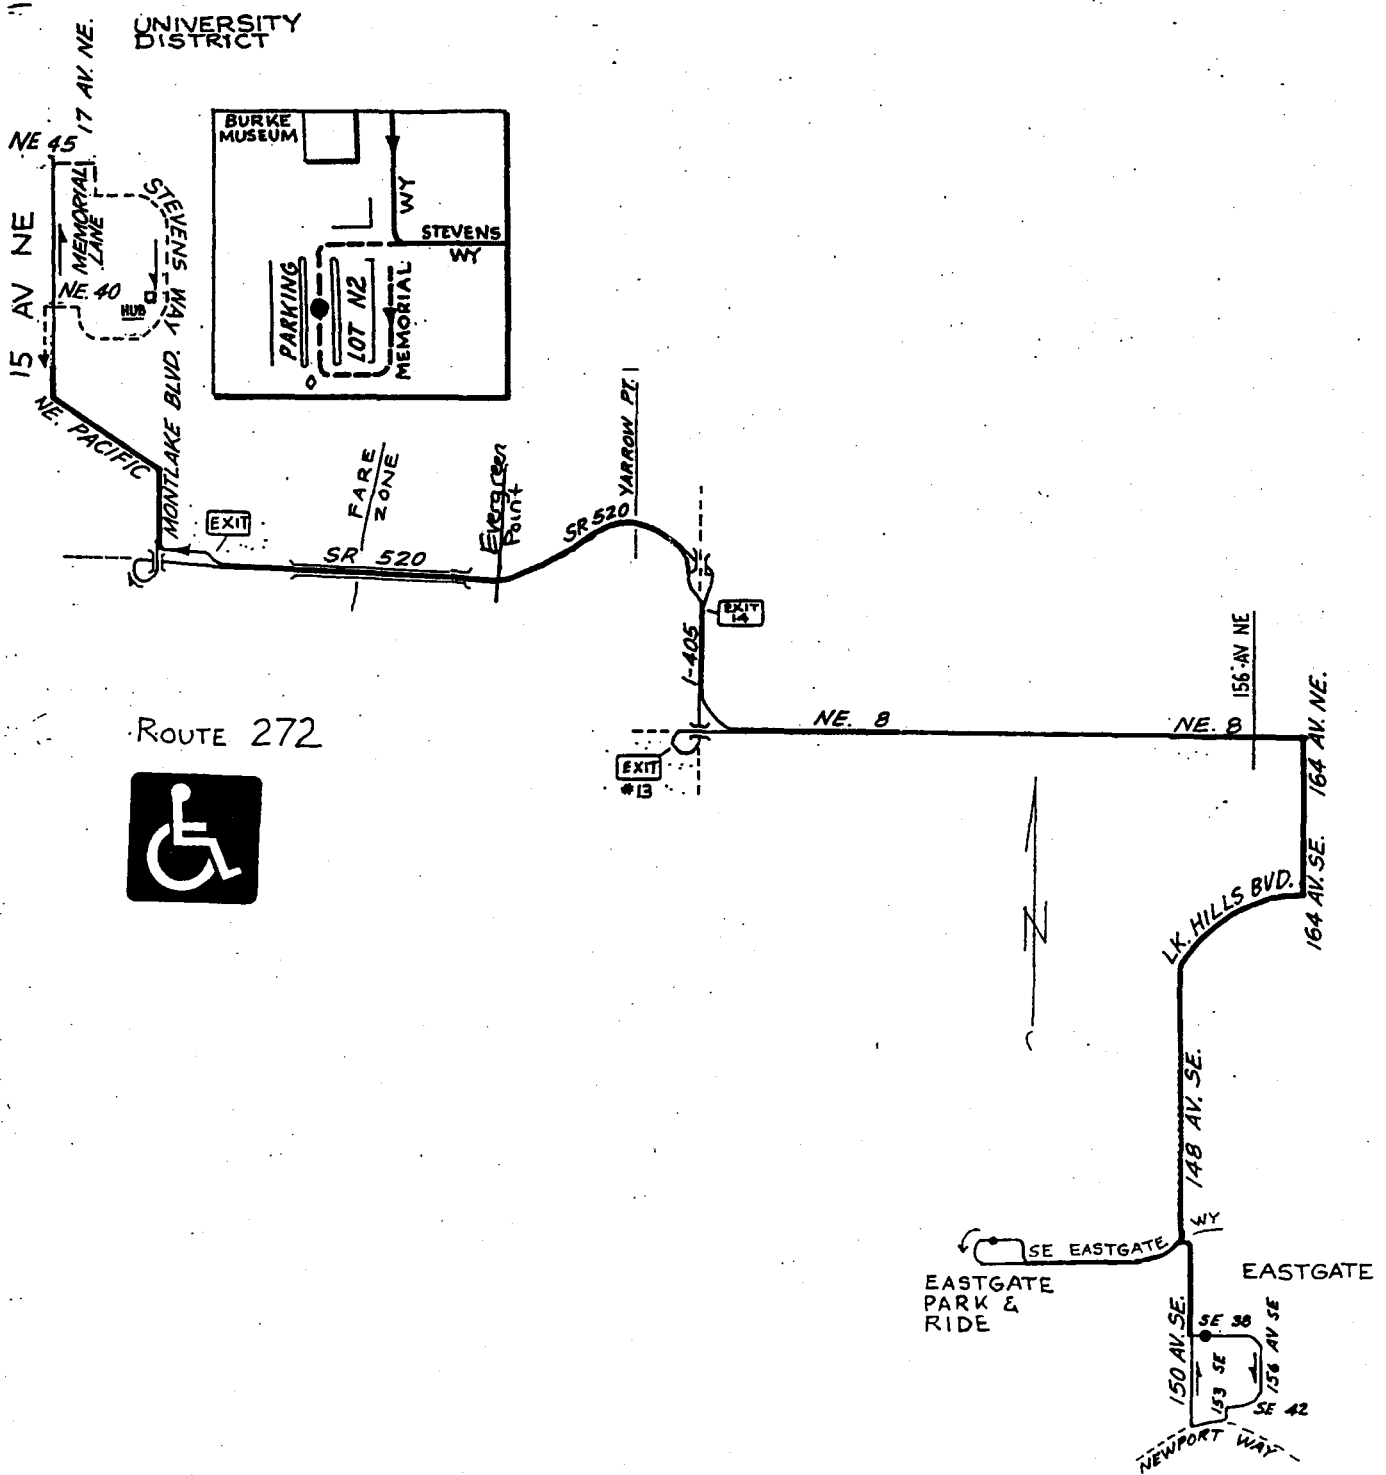 UNIVERSITY
DISTRICT
17 AV. NE.
NE 45
MEMORIAL
LANE
STEVENS WAY
15 AV NE
NE. 40
HUB
BURKE
MUSEUM
WY
STEVENS
WY
PARKING
LOT N2
MEMORIAL
NE. PACIFIC
MONTLAKE BLVD.
EXIT
FARE
ZONE
SR 520
Evergreen
Point
SR 520
YARROW PT.
EXIT
14
I-405
156 AV NE
NE. 8
NE. 8
164 AV. NE.
EXIT
#13
ROUTE 272
164 AV. SE.
LK. HILLS BVD.
N
148 AV. SE.
WY
SE EASTGATE
EASTGATE
PARK &
RIDE
EASTGATE
150 AV. SE.
SE 38
156 AV SE
153 SE
SE 42
NEWPORT WAY